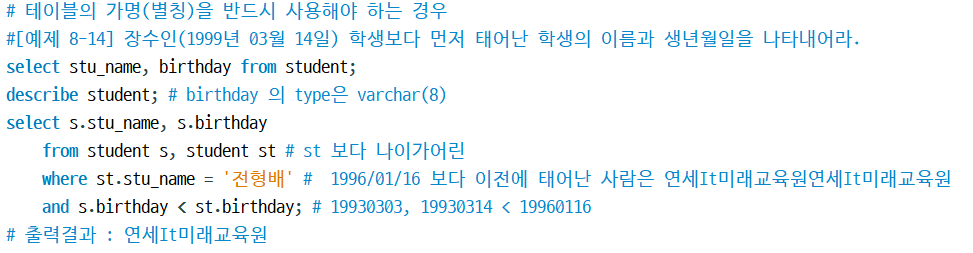 # 테이블의 가명(별칭)을 반드시 사용해야 하는 경우
#[예제 8-14] 장수인(1999년 03월 14일) 학생보다 먼저 태어난 학생의 이름과 생년월일을 나타내어라.
select stu_name, birthday from student;
describe student; # birthday 의 type은 varchar(8)
select s.stu_name, s.birthday
from student s, student st # st 보다 나이가어린
where st.stu_name = '전형배' #  1996/01/16 보다 이전에 태어난 사람은 연세It미래교육원연세It미래교육원
and s.birthday < st.birthday; # 19930303, 19930314 < 19960116
# 출력결과 : 연세It미래교육원